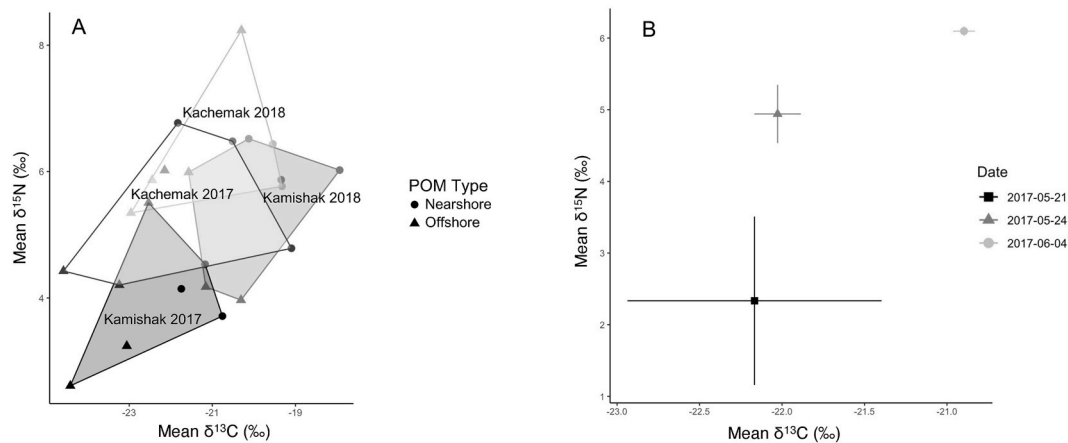 A
Mean δ15N (‰)
8
6
4
Kachemak 2018
Kachemak 2017
Kamishak 2018
Kamishak 2017
-23
-21
-19
Mean δ13C (‰)
POM Type
Nearshore
Offshore
B
Mean δ15N (‰)
6
5
4
3
2
1
-23.0
-22.5
-22.0
-21.5
-21.0
Mean δ13C (‰)
Date
2017-05-21
2017-05-24
2017-06-04